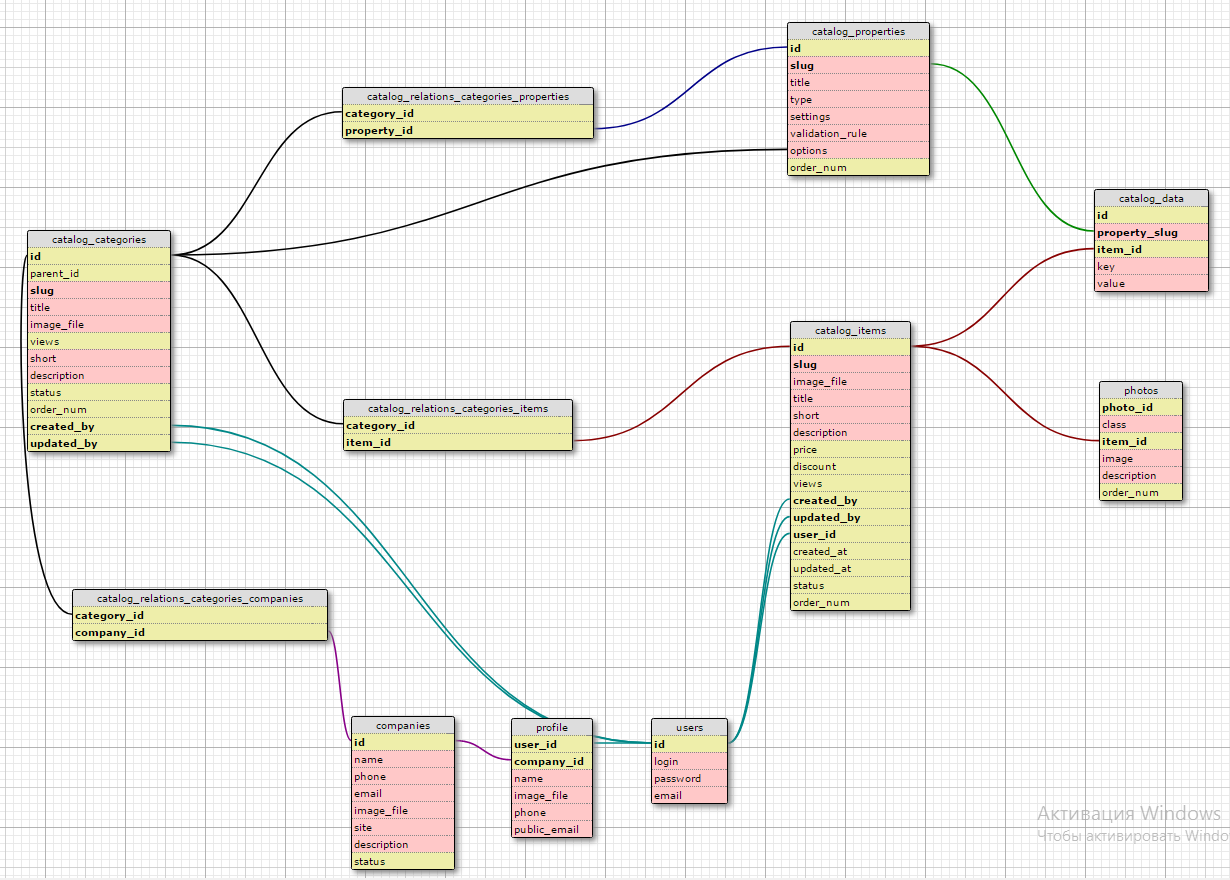 catalog_properties
id
slug
title
type
settings
validation_rule
options
order_num
catalog_relations_categories_properties
category_id
property_id
catalog_data
id
property_slug
item_id
key
value
catalog_categories
id
parent_id
slug
title
image_file
views
short
description
status
order_num
created_by
updated_by
catalog_items
id
slug
image_file
title
short
description
price
discount
views
created_by
updated_by
user_id
created_at
updated_at
status
order_num
photos
photo_id
class
item_id
image
description
order_num
catalog_relations_categories_items
category_id
item_id
catalog_relations_categories_companies
category_id
company_id
companies
id
name
phone
email
image_file
site
description
status
profile
user_id
company_id
name
image_file
phone
public_email
users
id
login
password
email
Активация Windows
Чтобы активировать Windo